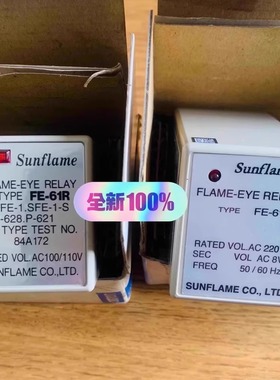 Sunflame
FLAME-EYE RELAY
TYPE FE-61R
FE-1.SFE-1-S
-628.P-621
TYPE TEST NO.
84A172
RATED VOL.AC100/110V
SUNFLAME CO.,LTD.
全新100%
Sunflame
FLAME-EYE
TYPE FE-6
RATED VOL.AC 220
SEC VOL AC 8V
FREQ 50/60 Hz
SUNFLAME CO., LTD